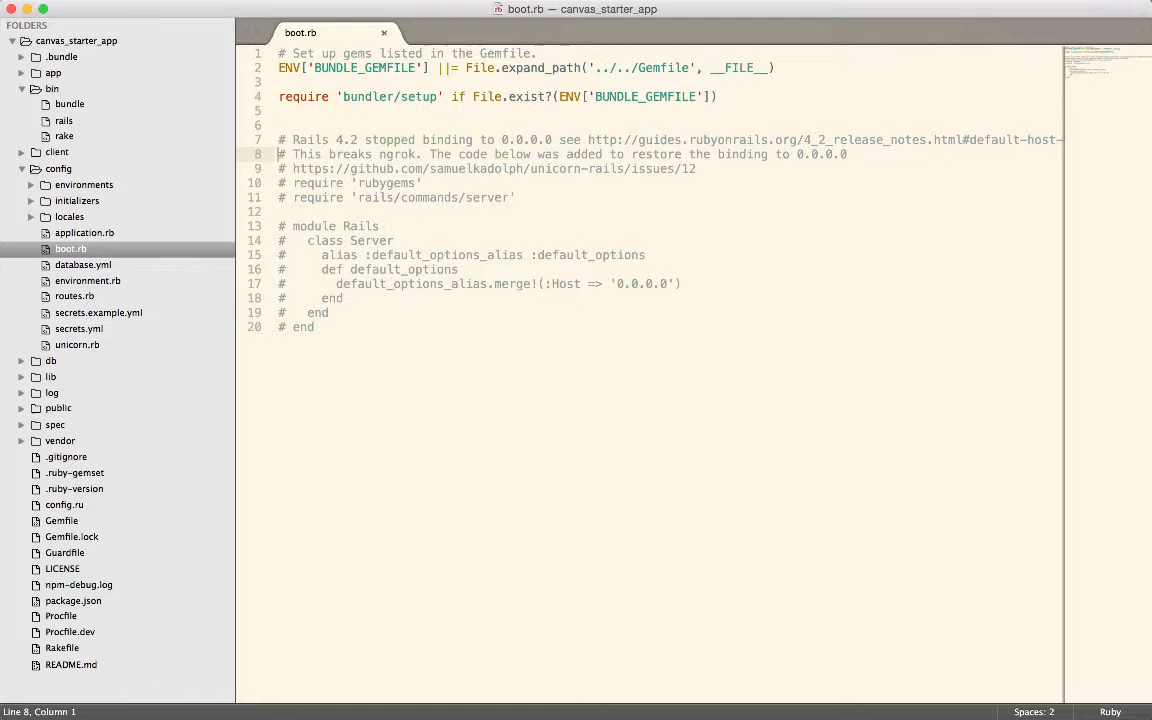 boot.rb — canvas_starter_app
FOLDERS
canvas_starter_app
.bundle
app
bin
bundle
rails
rake
client
config
environments
initializers
locales
application.rb
boot.rb
database.yml
environment.rb
routes.rb
secrets.example.yml
secrets.yml
unicorn.rb
db
lib
log
public
spec
vendor
.gitignore
.ruby-gemset
.ruby-version
config.ru
Gemfile
Gemfile.lock
Guardfile
LICENSE
npm-debug.log
package.json
Procfile
Procfile.dev
Rakefile
README.md
boot.rb ×
1 # Set up gems listed in the Gemfile.
2 ENV['BUNDLE_GEMFILE'] ||= File.expand_path('../../Gemfile', __FILE__)
3
4 require 'bundler/setup' if File.exist?(ENV['BUNDLE_GEMFILE'])
5
6
7 # Rails 4.2 stopped binding to 0.0.0.0 see http://guides.rubyonrails.org/4_2_release_notes.html#default-host-
8 # This breaks ngrok. The code below was added to restore the binding to 0.0.0.0
9 # https://github.com/samuelkadolph/unicorn-rails/issues/12
10 # require 'rubygems'
11 # require 'rails/commands/server'
12
13 # module Rails
14 #   class Server
15 #     alias :default_options_alias :default_options
16 #     def default_options
17 #       default_options_alias.merge!(:Host => '0.0.0.0')
18 #     end
19 #   end
20 # end
Line 8, Column 1
Spaces: 2
Ruby